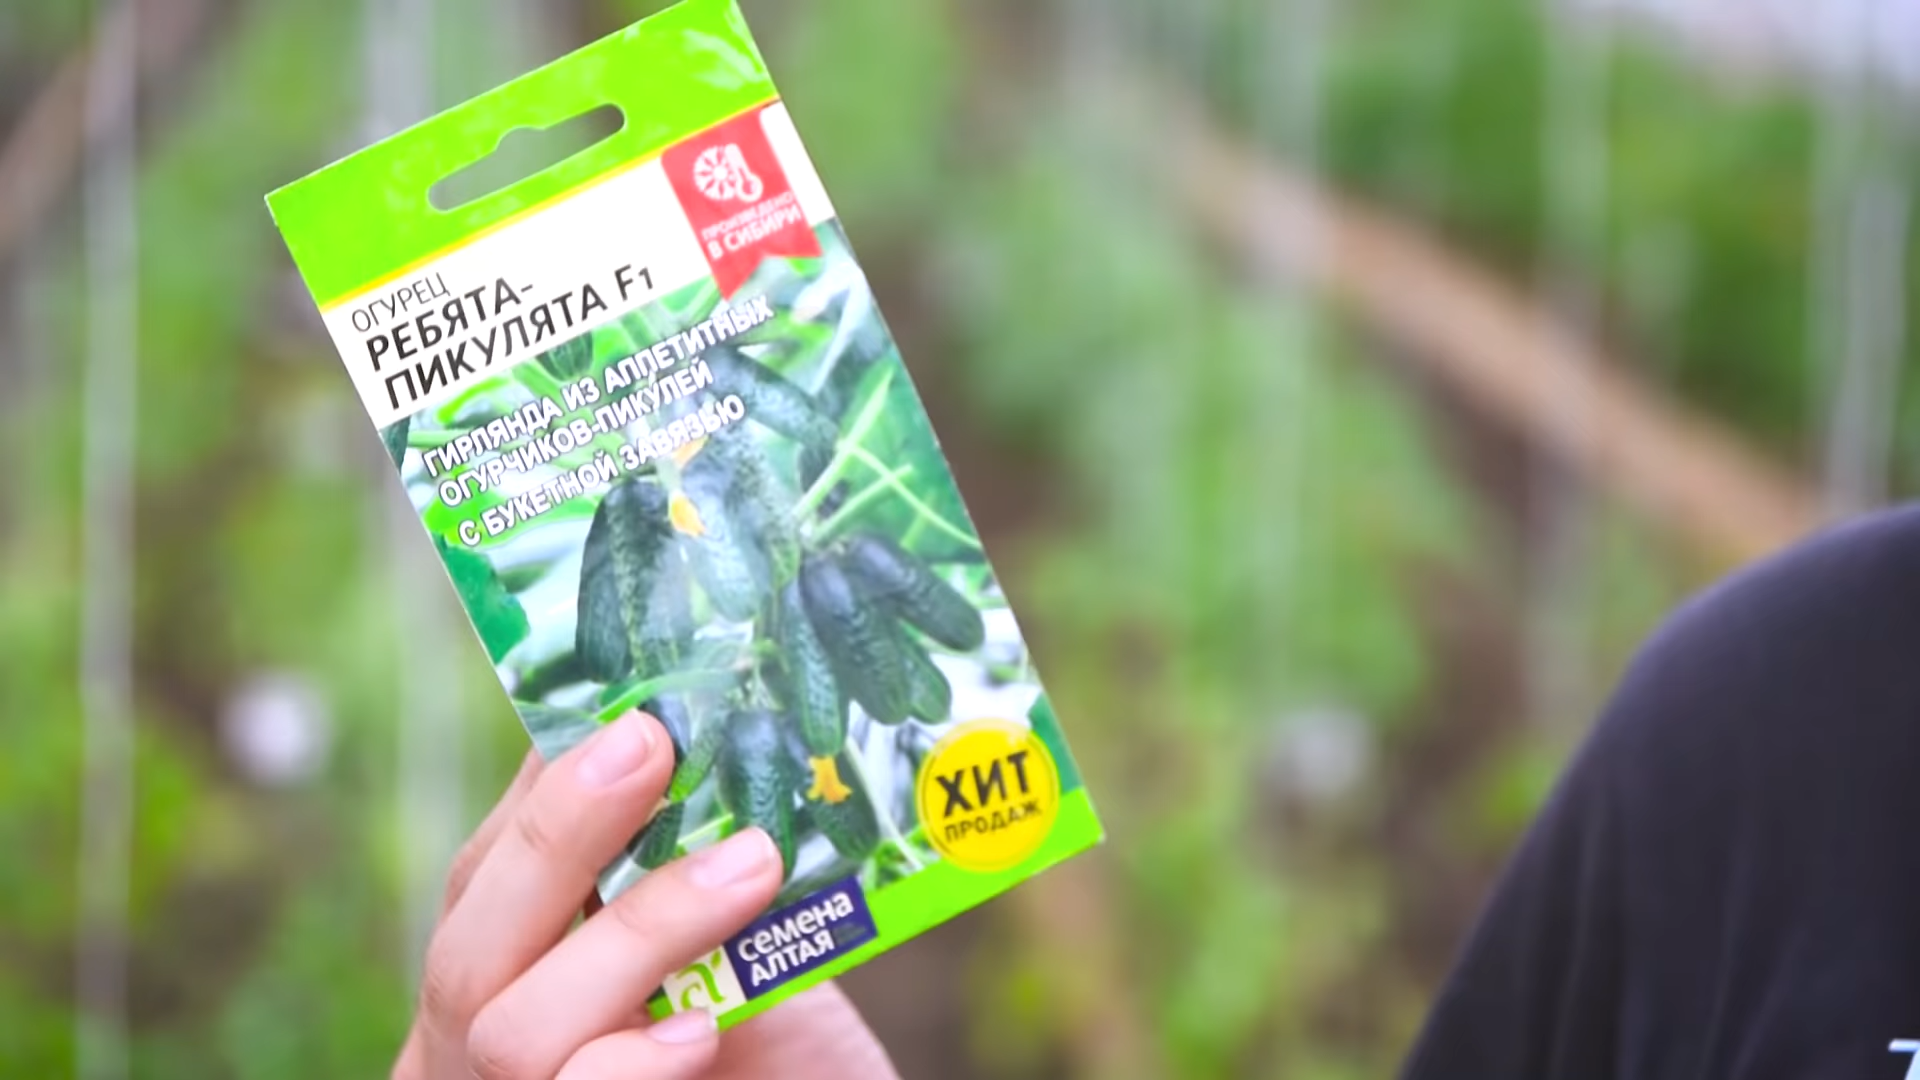 ПРОИЗВЕДЕНО
В СИБИРИ
ОГУРЕЦ
РЕБЯТА-
ПИКУЛЯТА F1
ГИРЛЯНДА ИЗ АППЕТИТНЫХ
ОГУРЧИКОВ-ПИКУЛЕЙ
С БУКЕТНОЙ ЗАВЯЗЬЮ
ХИТ
ПРОДАЖ
семена
АЛТАЯ